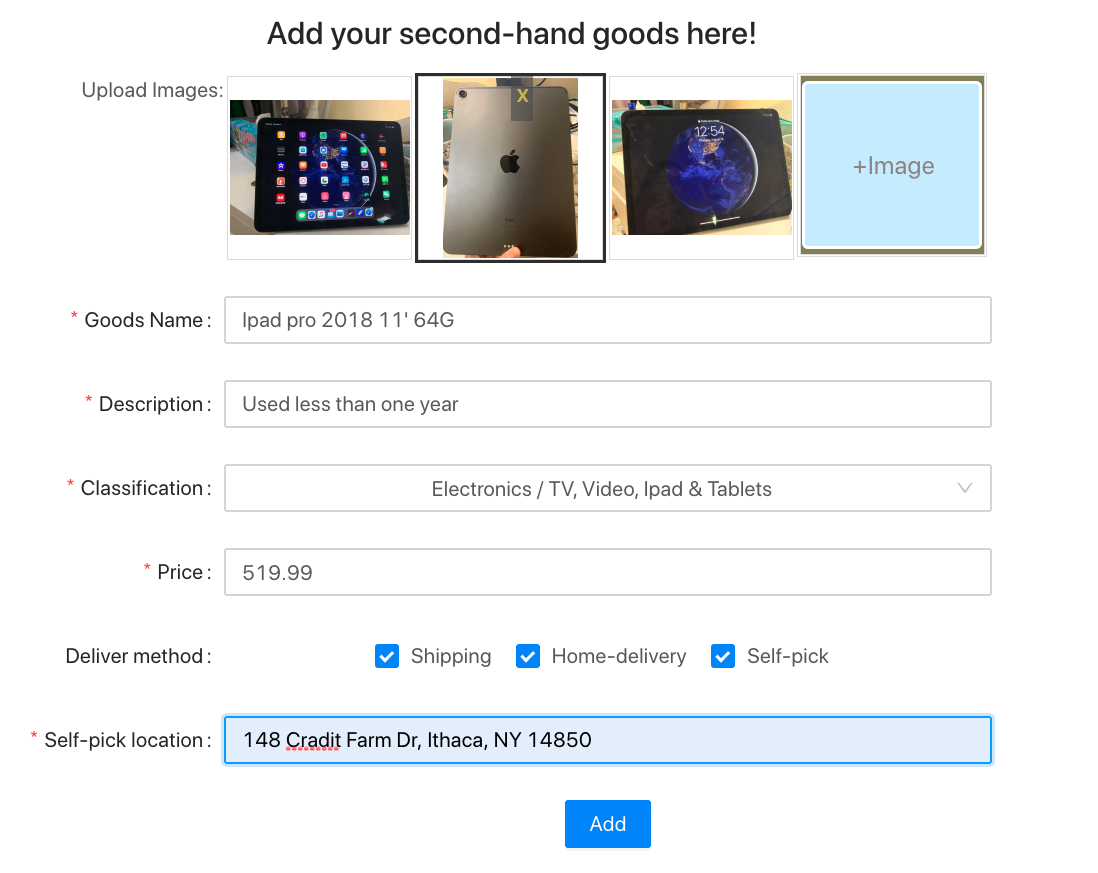 Add your second-hand goods here!
Upload Images:
X
12:54
+Image
* Goods Name :
Ipad pro 2018 11' 64G
* Description :
Used less than one year
* Classification :
Electronics / TV, Video, Ipad & Tablets
* Price :
519.99
Deliver method :
Shipping Home-delivery Self-pick
* Self-pick location :
148 Cradit Farm Dr, Ithaca, NY 14850
Add